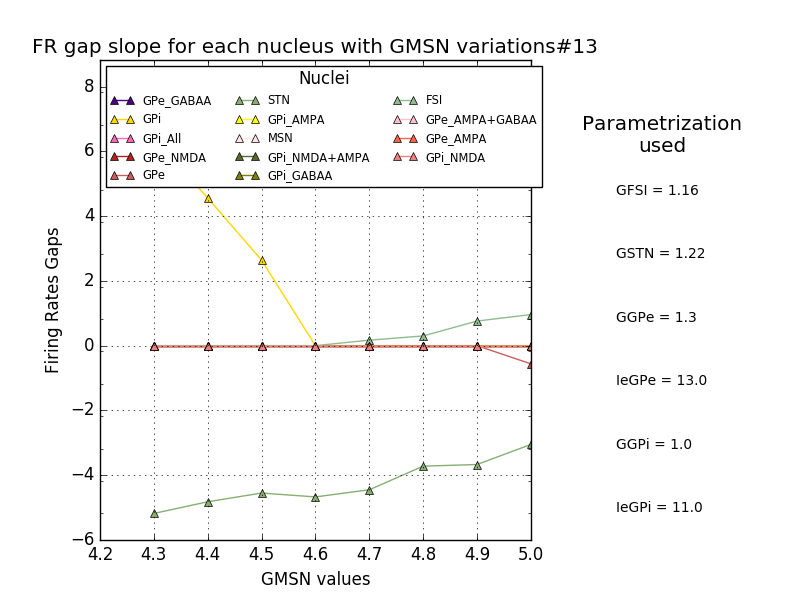 FR gap slope for each nucleus with GMSN variations#13
Nuclei
GPe_GABAA
GPi
GPi_All
GPe_NMDA
GPe
STN
GPi_AMPA
MSN
GPi_NMDA+AMPA
GPi_GABAA
FSI
GPe_AMPA+GABAA
GPe_AMPA
GPi_NMDA
8
6
4
2
0
−2
−4
−6
Firing Rates Gaps
4.2 4.3 4.4 4.5 4.6 4.7 4.8 4.9 5.0
GMSN values
Parametrization
used
GFSI = 1.16
GSTN = 1.22
GGPe = 1.3
IeGPe = 13.0
GGPi = 1.0
IeGPi = 11.0